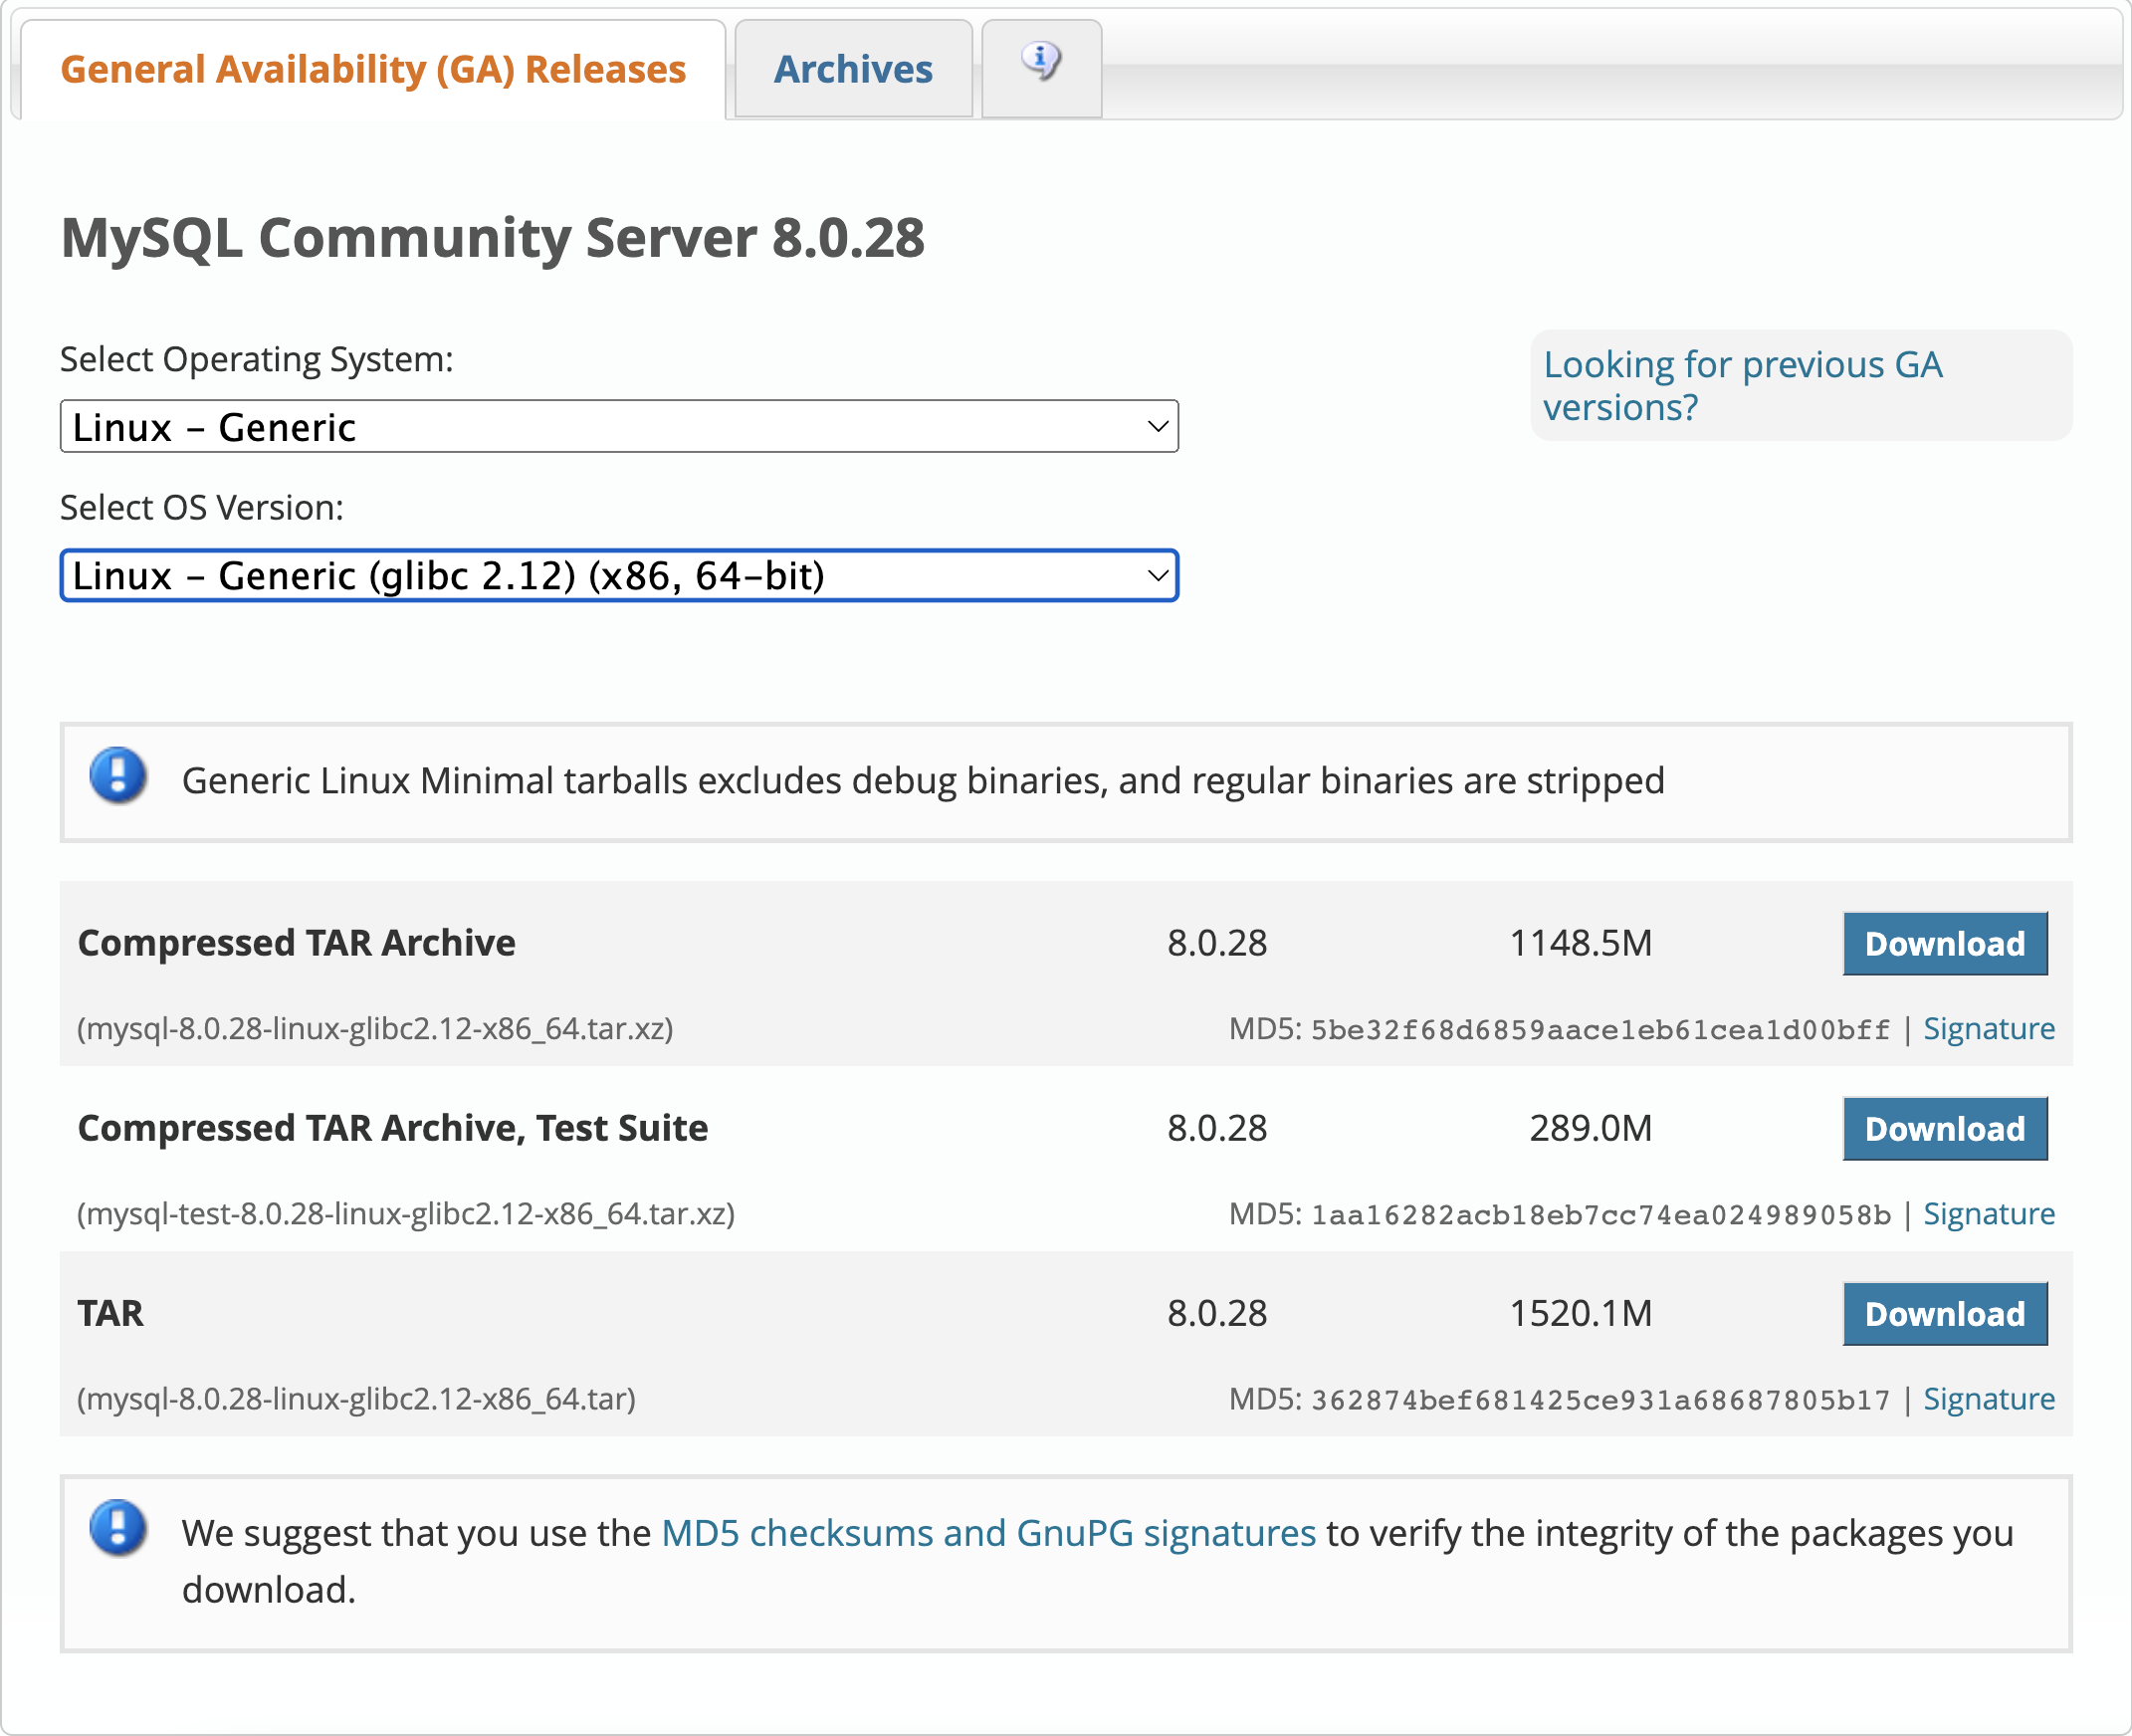 General Availability (GA) Releases
Archives
MySQL Community Server 8.0.28
Select Operating System:
Looking for previous GA
versions?
Linux – Generic
Select OS Version:
Linux – Generic (glibc 2.12) (x86, 64–bit)
Generic Linux Minimal tarballs excludes debug binaries, and regular binaries are stripped
Compressed TAR Archive 8.0.28 1148.5M Download
(mysql-8.0.28-linux-glibc2.12-x86_64.tar.xz) MD5: 5be32f68d6859aace1eb61cea1d00bff | Signature
Compressed TAR Archive, Test Suite 8.0.28 289.0M Download
(mysql-test-8.0.28-linux-glibc2.12-x86_64.tar.xz) MD5: 1aa16282acb18eb7cc74ea024989058b | Signature
TAR 8.0.28 1520.1M Download
(mysql-8.0.28-linux-glibc2.12-x86_64.tar) MD5: 362874bef681425ce931a68687805b17 | Signature
We suggest that you use the MD5 checksums and GnuPG signatures to verify the integrity of the packages you
download.